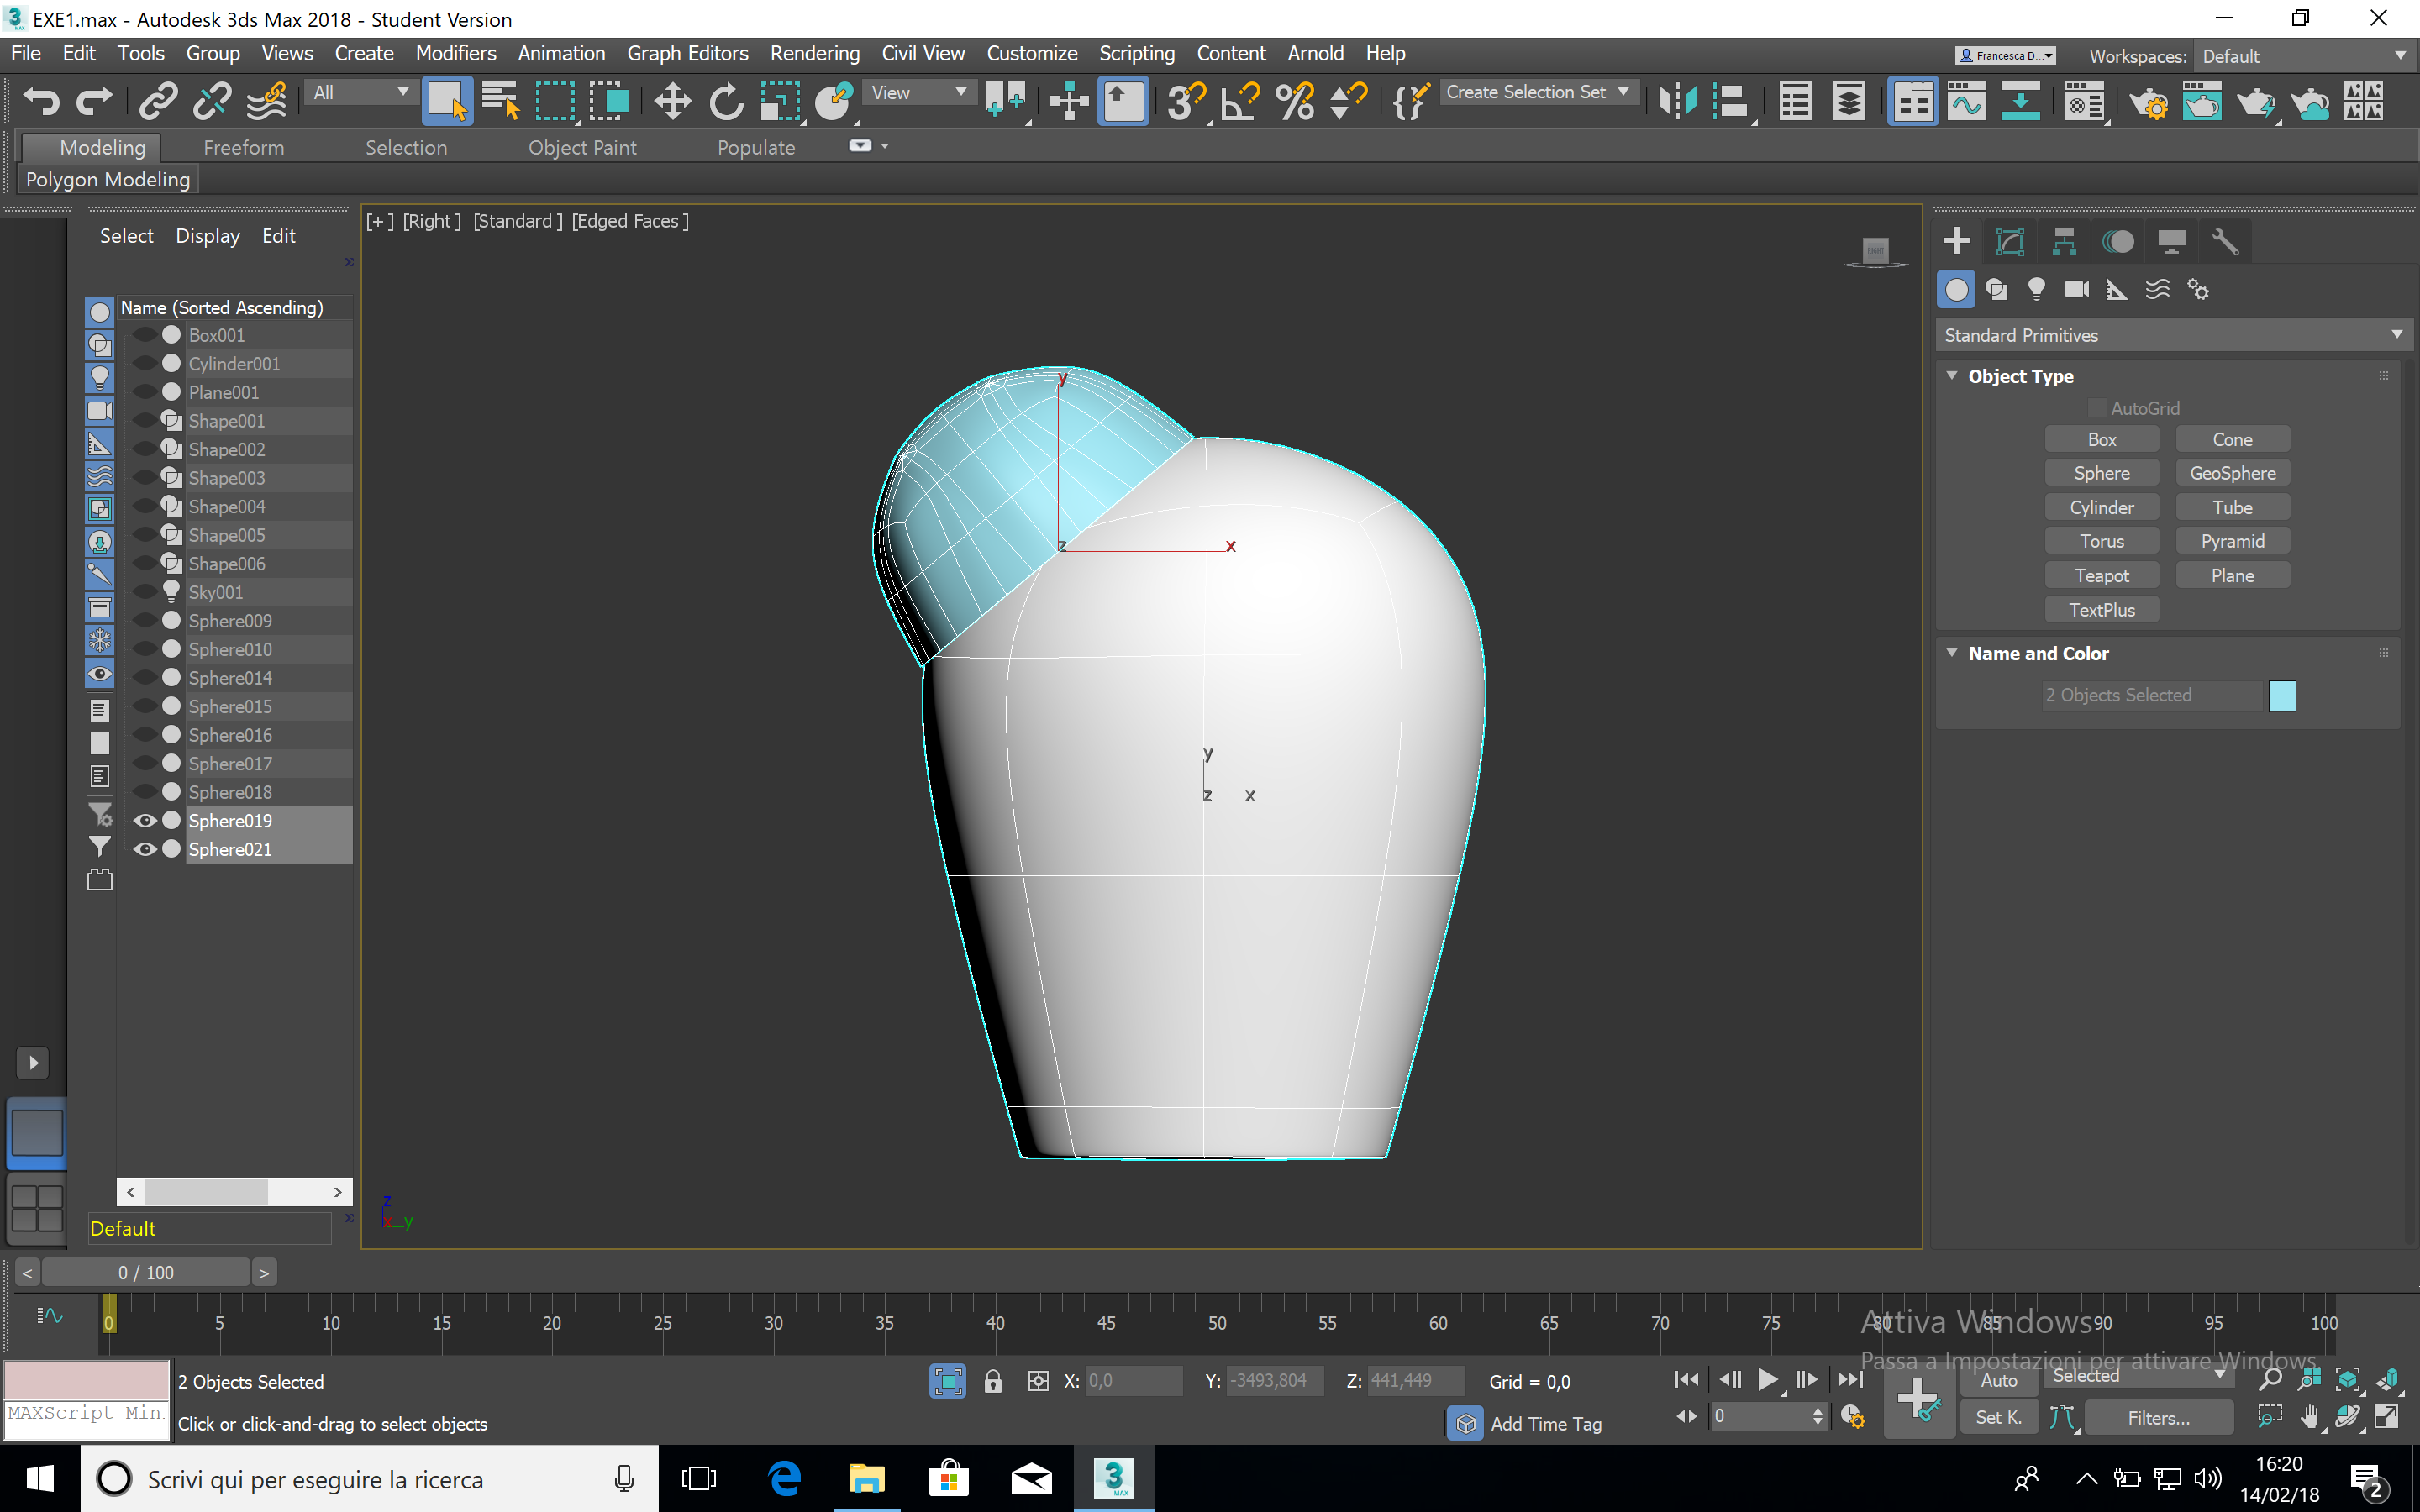 EXE1.max - Autodesk 3ds Max 2018 - Student Version
File Edit Tools Group Views Create Modifiers Animation Graph Editors Rendering Civil View Customize Scripting Content Arnold Help
Francesca D... Workspaces: Default
All View Create Selection Set
Modeling Freeform Selection Object Paint Populate
Polygon Modeling
Select Display Edit
[+] [Right] [Standard] [Edged Faces]
RIGHT
Name (Sorted Ascending)
Box001
Cylinder001
Plane001
Shape001
Shape002
Shape003
Shape004
Shape005
Shape006
Sky001
Sphere009
Sphere010
Sphere014
Sphere015
Sphere016
Sphere017
Sphere018
Sphere019
Sphere021
Default
y
z x
y
z x
z
x y
Standard Primitives
Object Type
AutoGrid
Box Cone
Sphere GeoSphere
Cylinder Tube
Torus Pyramid
Teapot Plane
TextPlus
Name and Color
2 Objects Selected
< 0 / 100 >
0 5 10 15 20 25 30 35 40 45 50 55 60 65 70 75 80 85 90 95 100
Attiva Windows
Passa a Impostazioni per attivare Windows.
2 Objects Selected
X: 0,0 Y: -3493,804 Z: 441,449 Grid = 0,0
Auto Selected
MAXScript Min
Click or click-and-drag to select objects
Add Time Tag
0
Set K. Filters...
Scrivi qui per eseguire la ricerca
3
MAX
16:20
14/02/18
2